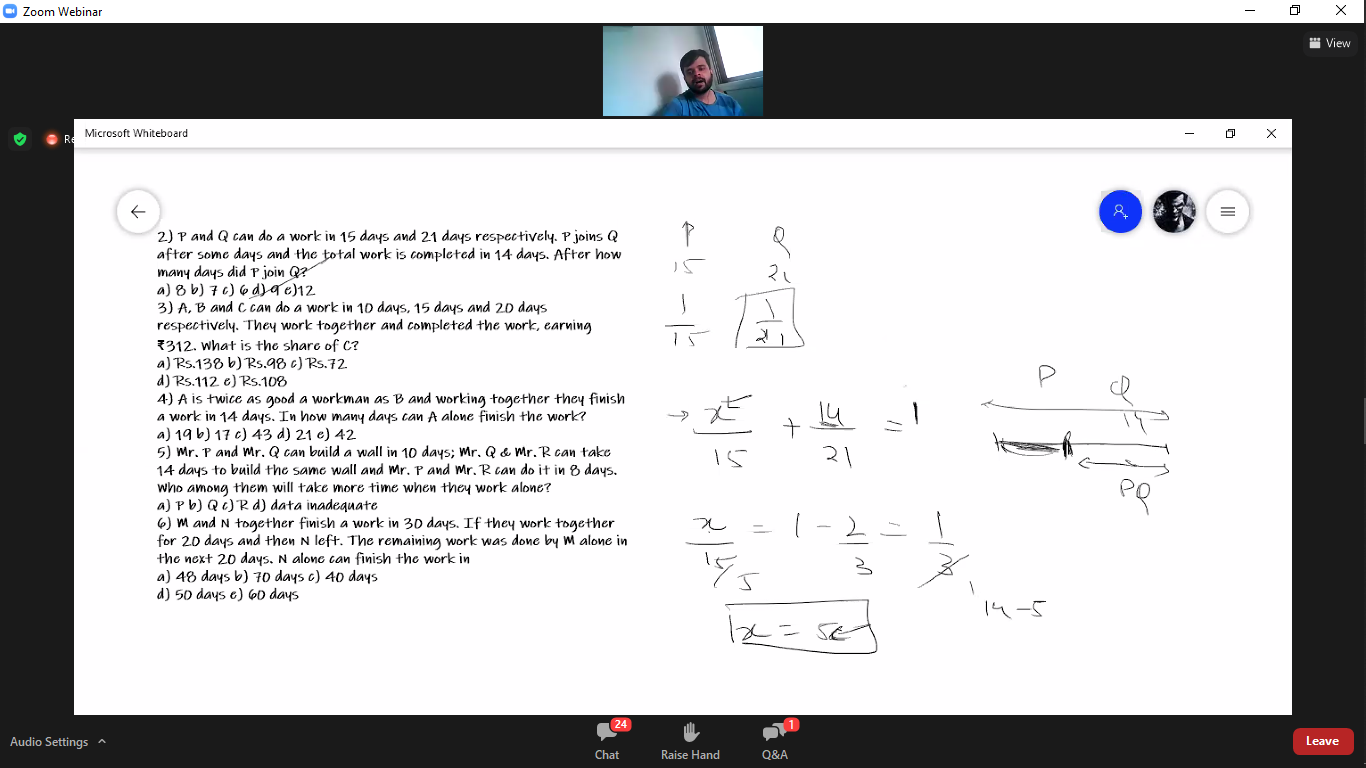 Zoom Webinar
View
Re
Microsoft Whiteboard
2) P and Q can do a work in 15 days and 21 days respectively. P joins Q
after some days and the total work is completed in 14 days. After how
many days did P join Q?
a) 8 b) 7 c) 6 d) 9 e)12
3) A, B and C can do a work in 10 days, 15 days and 20 days
respectively. They work together and completed the work, earning
₹312. What is the share of C?
a) Rs.138 b) Rs.98 c) Rs.72
d) Rs.112 e) Rs.108
4) A is twice as good a workman as B and working together they finish
a work in 14 days. In how many days can A alone finish the work?
a) 19 b) 17 c) 43 d) 21 e) 42
5) Mr. P and Mr. Q can build a wall in 10 days; Mr. Q & Mr. R can take
14 days to build the same wall and Mr. P and Mr. R can do it in 8 days.
Who among them will take more time when they work alone?
a) P b) Q c) R d) data inadequate
6) M and N together finish a work in 30 days. If they work together
for 20 days and then N left. The remaining work was done by M alone in
the next 20 days. N alone can finish the work in
a) 48 days b) 70 days c) 40 days
d) 50 days e) 60 days
P Q
15 21
1 1
15 21
x 14
+ = 1
15 21
x = 1 - 2 = 1
15 3 3
5
x = 5
14 - 5
P Q
14
PQ
Audio Settings
24
Chat
Raise Hand
1
Q&A
Leave